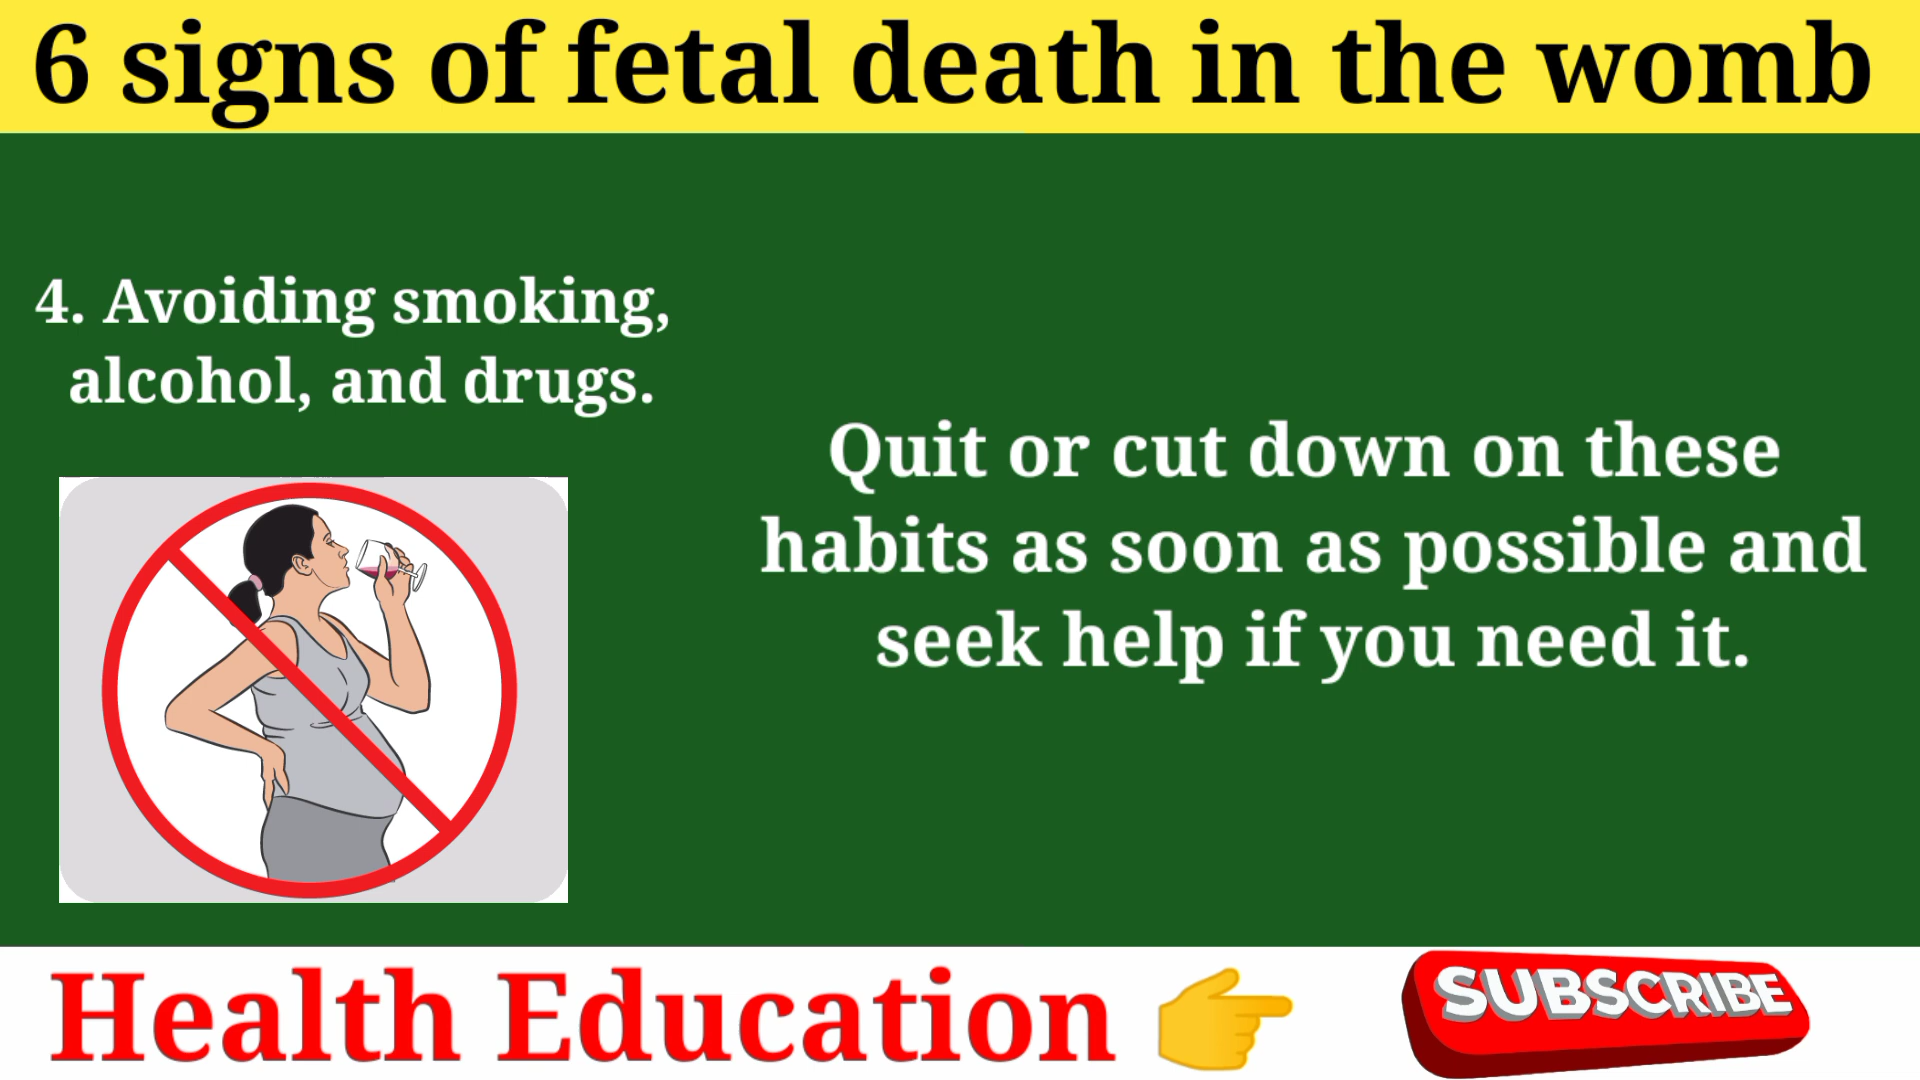 6 signs of fetal death in the womb
4. Avoiding smoking,
alcohol, and drugs.
Quit or cut down on these
habits as soon as possible and
seek help if you need it.
Health Education
SUBSCRIBE